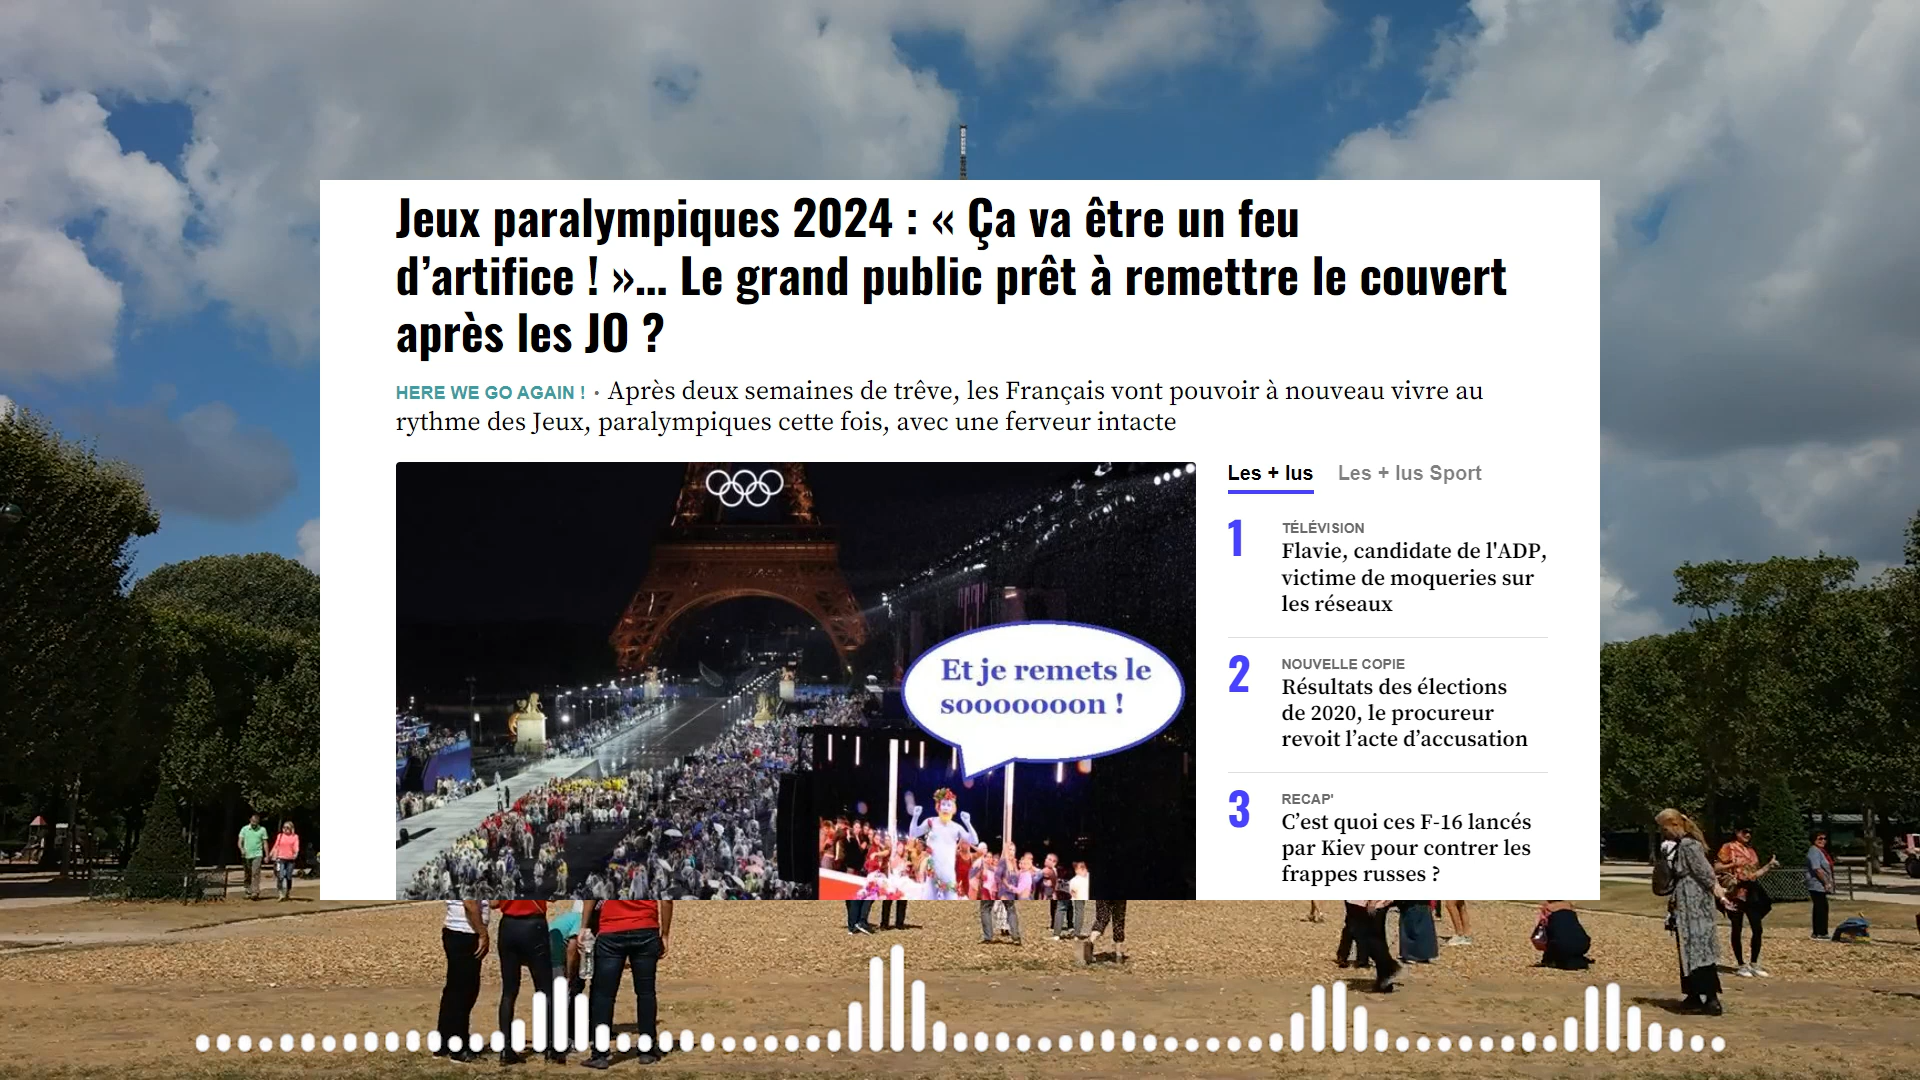 Jeux paralympiques 2024 : « Ça va être un feu
d’artifice ! »... Le grand public prêt à remettre le couvert
après les JO ?
HERE WE GO AGAIN ! • Après deux semaines de trêve, les Français vont pouvoir à nouveau vivre au
rythme des Jeux, paralympiques cette fois, avec une ferveur intacte
Et je remets le
sooooooon !
Les + lus Les + lus Sport
1 TÉLÉVISION
Flavie, candidate de l'ADP,
victime de moqueries sur
les réseaux
2 NOUVELLE COPIE
Résultats des élections
de 2020, le procureur
revoit l’acte d’accusation
3 RECAP'
C’est quoi ces F-16 lancés
par Kiev pour contrer les
frappes russes ?